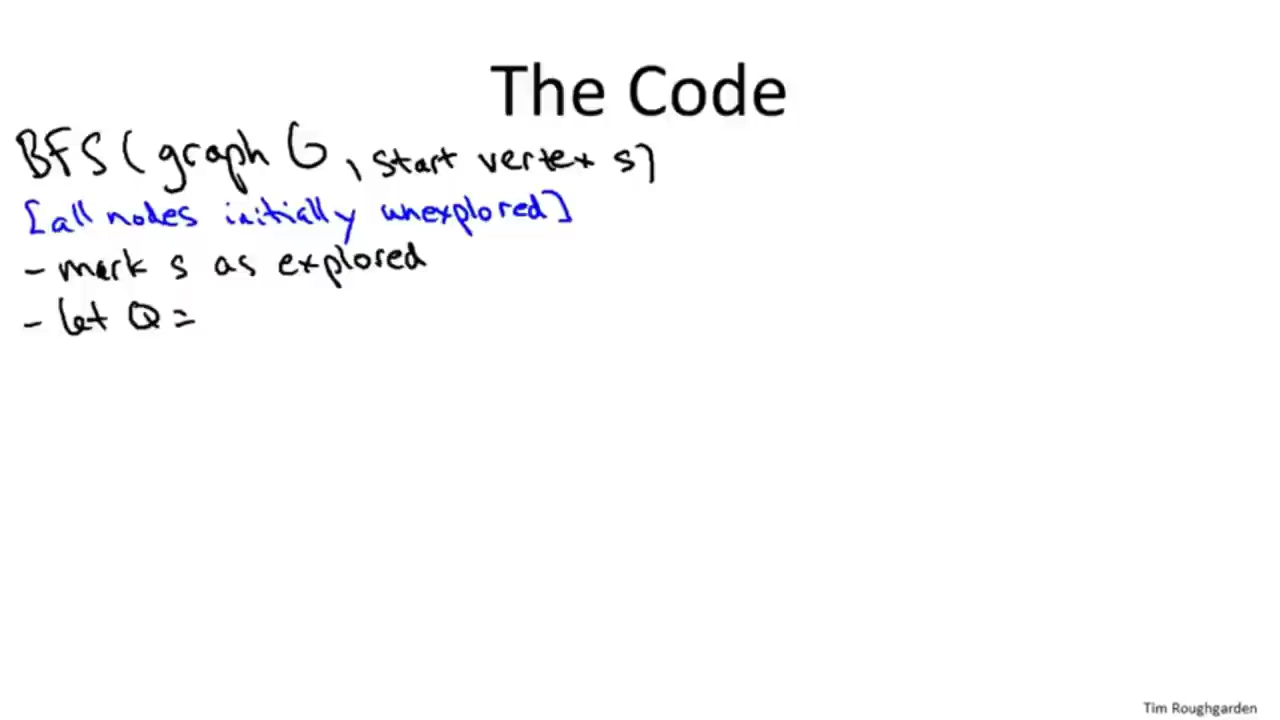 The Code
BFS(graph G, start vertex s)
[all nodes initially unexplored]
- mark s as explored
- let Q =
Tim Roughgarden